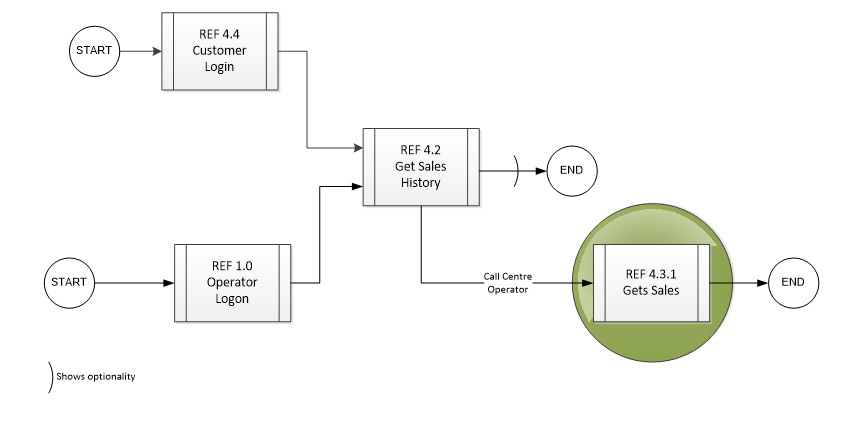 START
REF 4.4
Customer
Login
REF 4.2
Get Sales
History
END
START
REF 1.0
Operator
Logon
Call Centre
Operator
REF 4.3.1
Gets Sales
END
Shows optionality